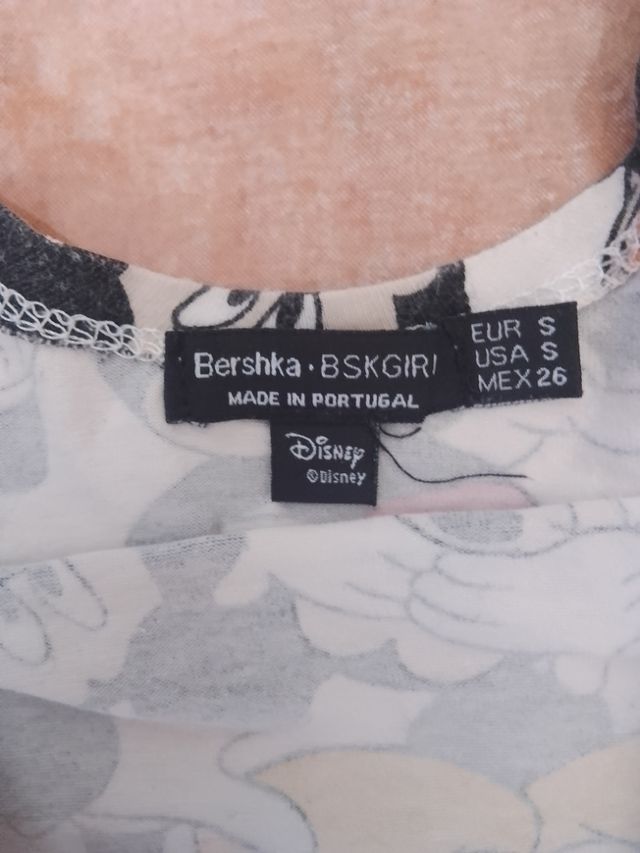 Bershka · BSKGIRL
MADE IN PORTUGAL
EUR S
USA S
MEX 26
Disney
©Disney